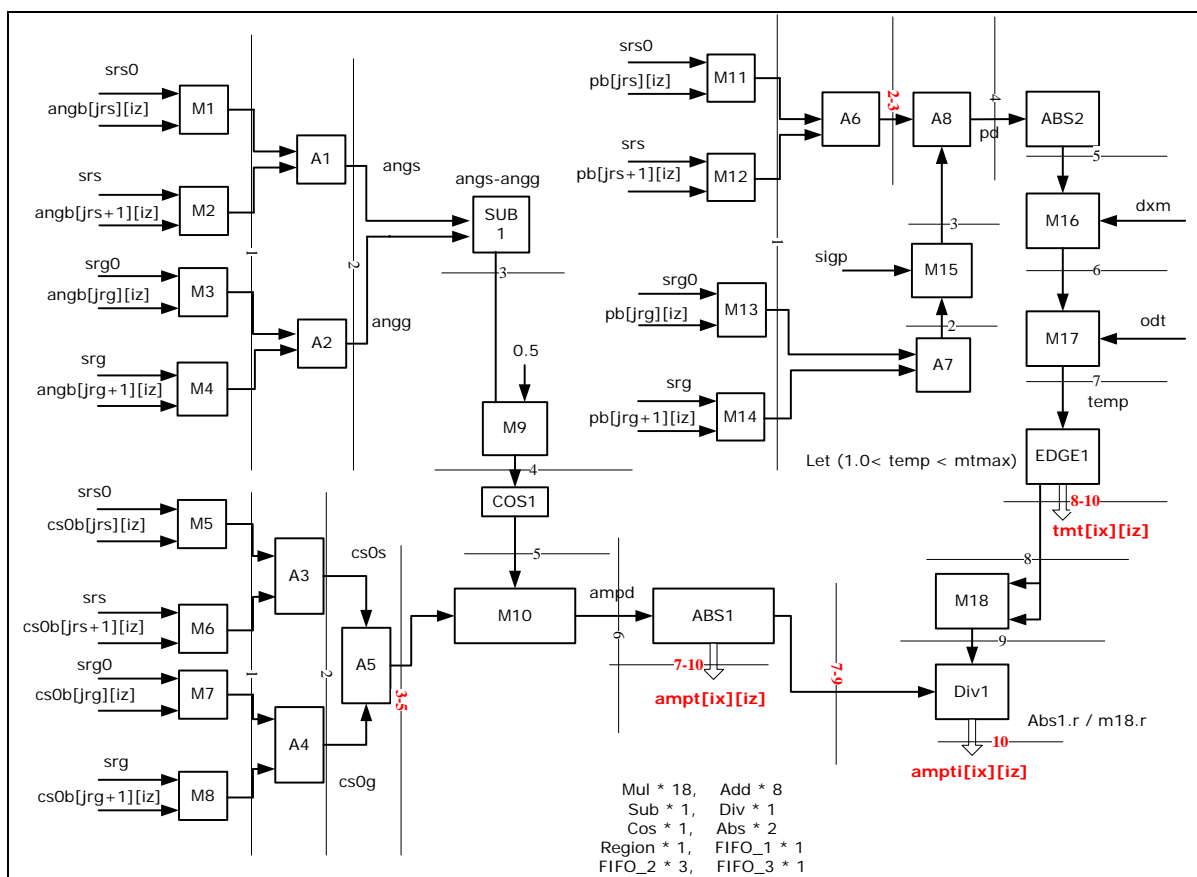 srs0
angb[jrs][iz]
M1
srs
angb[jrs+1][iz]
M2
srg0
angb[jrg][iz]
M3
srg
angb[jrg+1][iz]
M4
A1
A2
1
2
angs
angg
angs-angg
SUB
1
3
0.5
M9
4
COS1
5
srs0
cs0b[jrs][iz]
M5
srs
cs0b[jrs+1][iz]
M6
srg0
cs0b[jrg][iz]
M7
srg
cs0b[jrg+1][iz]
M8
1
A3
A4
2
cs0s
cs0g
A5
3-5
M10
ampd
6
ABS1
7-10
ampt[ix][iz]
7-9
srs0
pb[jrs][iz]
M11
srs
pb[jrs+1][iz]
M12
srg0
pb[jrg][iz]
M13
srg
pb[jrg+1][iz]
M14
1
A6
2-3
A8
4
pd
3
sigp
M15
2
A7
ABS2
5
M16
dxm
6
M17
odt
7
temp
Let (1.0< temp < mtmax)
EDGE1
8-10
tmt[ix][iz]
8
M18
9
Div1
Abs1.r / m18.r
10
ampti[ix][iz]
Mul * 18, Add * 8
Sub * 1, Div * 1
Cos * 1, Abs * 2
Region * 1, FIFO_1 * 1
FIFO_2 * 3, FIFO_3 * 1